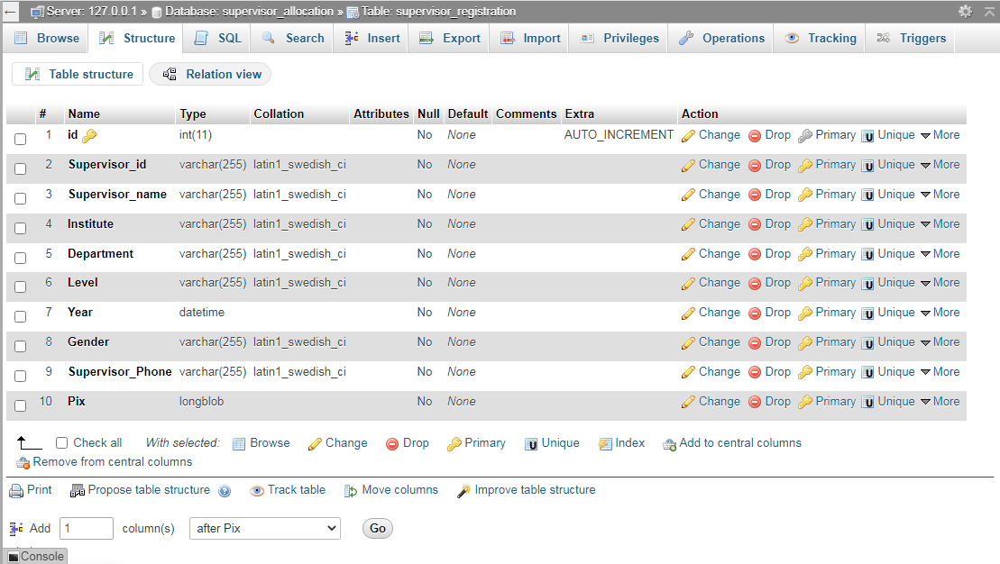 Server: 127.0.0.1 » Database: supervisor_allocation » Table: supervisor_registration
Browse Structure SQL Search Insert Export Import Privileges Operations Tracking Triggers
Table structure Relation view
# Name Type Collation Attributes Null Default Comments Extra Action
1 id int(11) No None AUTO_INCREMENT Change Drop Primary Unique More
2 Supervisor_id varchar(255) latin1_swedish_ci No None Change Drop Primary Unique More
3 Supervisor_name varchar(255) latin1_swedish_ci No None Change Drop Primary Unique More
4 Institute varchar(255) latin1_swedish_ci No None Change Drop Primary Unique More
5 Department varchar(255) latin1_swedish_ci No None Change Drop Primary Unique More
6 Level varchar(255) latin1_swedish_ci No None Change Drop Primary Unique More
7 Year datetime No None Change Drop Primary Unique More
8 Gender varchar(255) latin1_swedish_ci No None Change Drop Primary Unique More
9 Supervisor_Phone varchar(255) latin1_swedish_ci No None Change Drop Primary Unique More
10 Pix longblob No None Change Drop Primary Unique More
Check all With selected: Browse Change Drop Primary Unique Index Add to central columns
Remove from central columns
Print Propose table structure Track table Move columns Improve table structure
Add 1 column(s) after Pix Go
Console